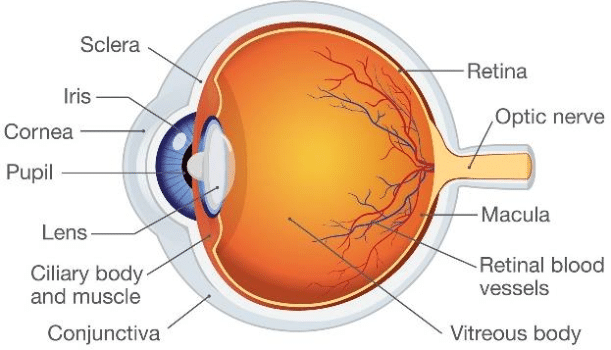 Sclera
Iris
Cornea
Pupil
Lens
Ciliary body
and muscle
Conjunctiva
Retina
Optic nerve
Macula
Retinal blood
vessels
Vitreous body